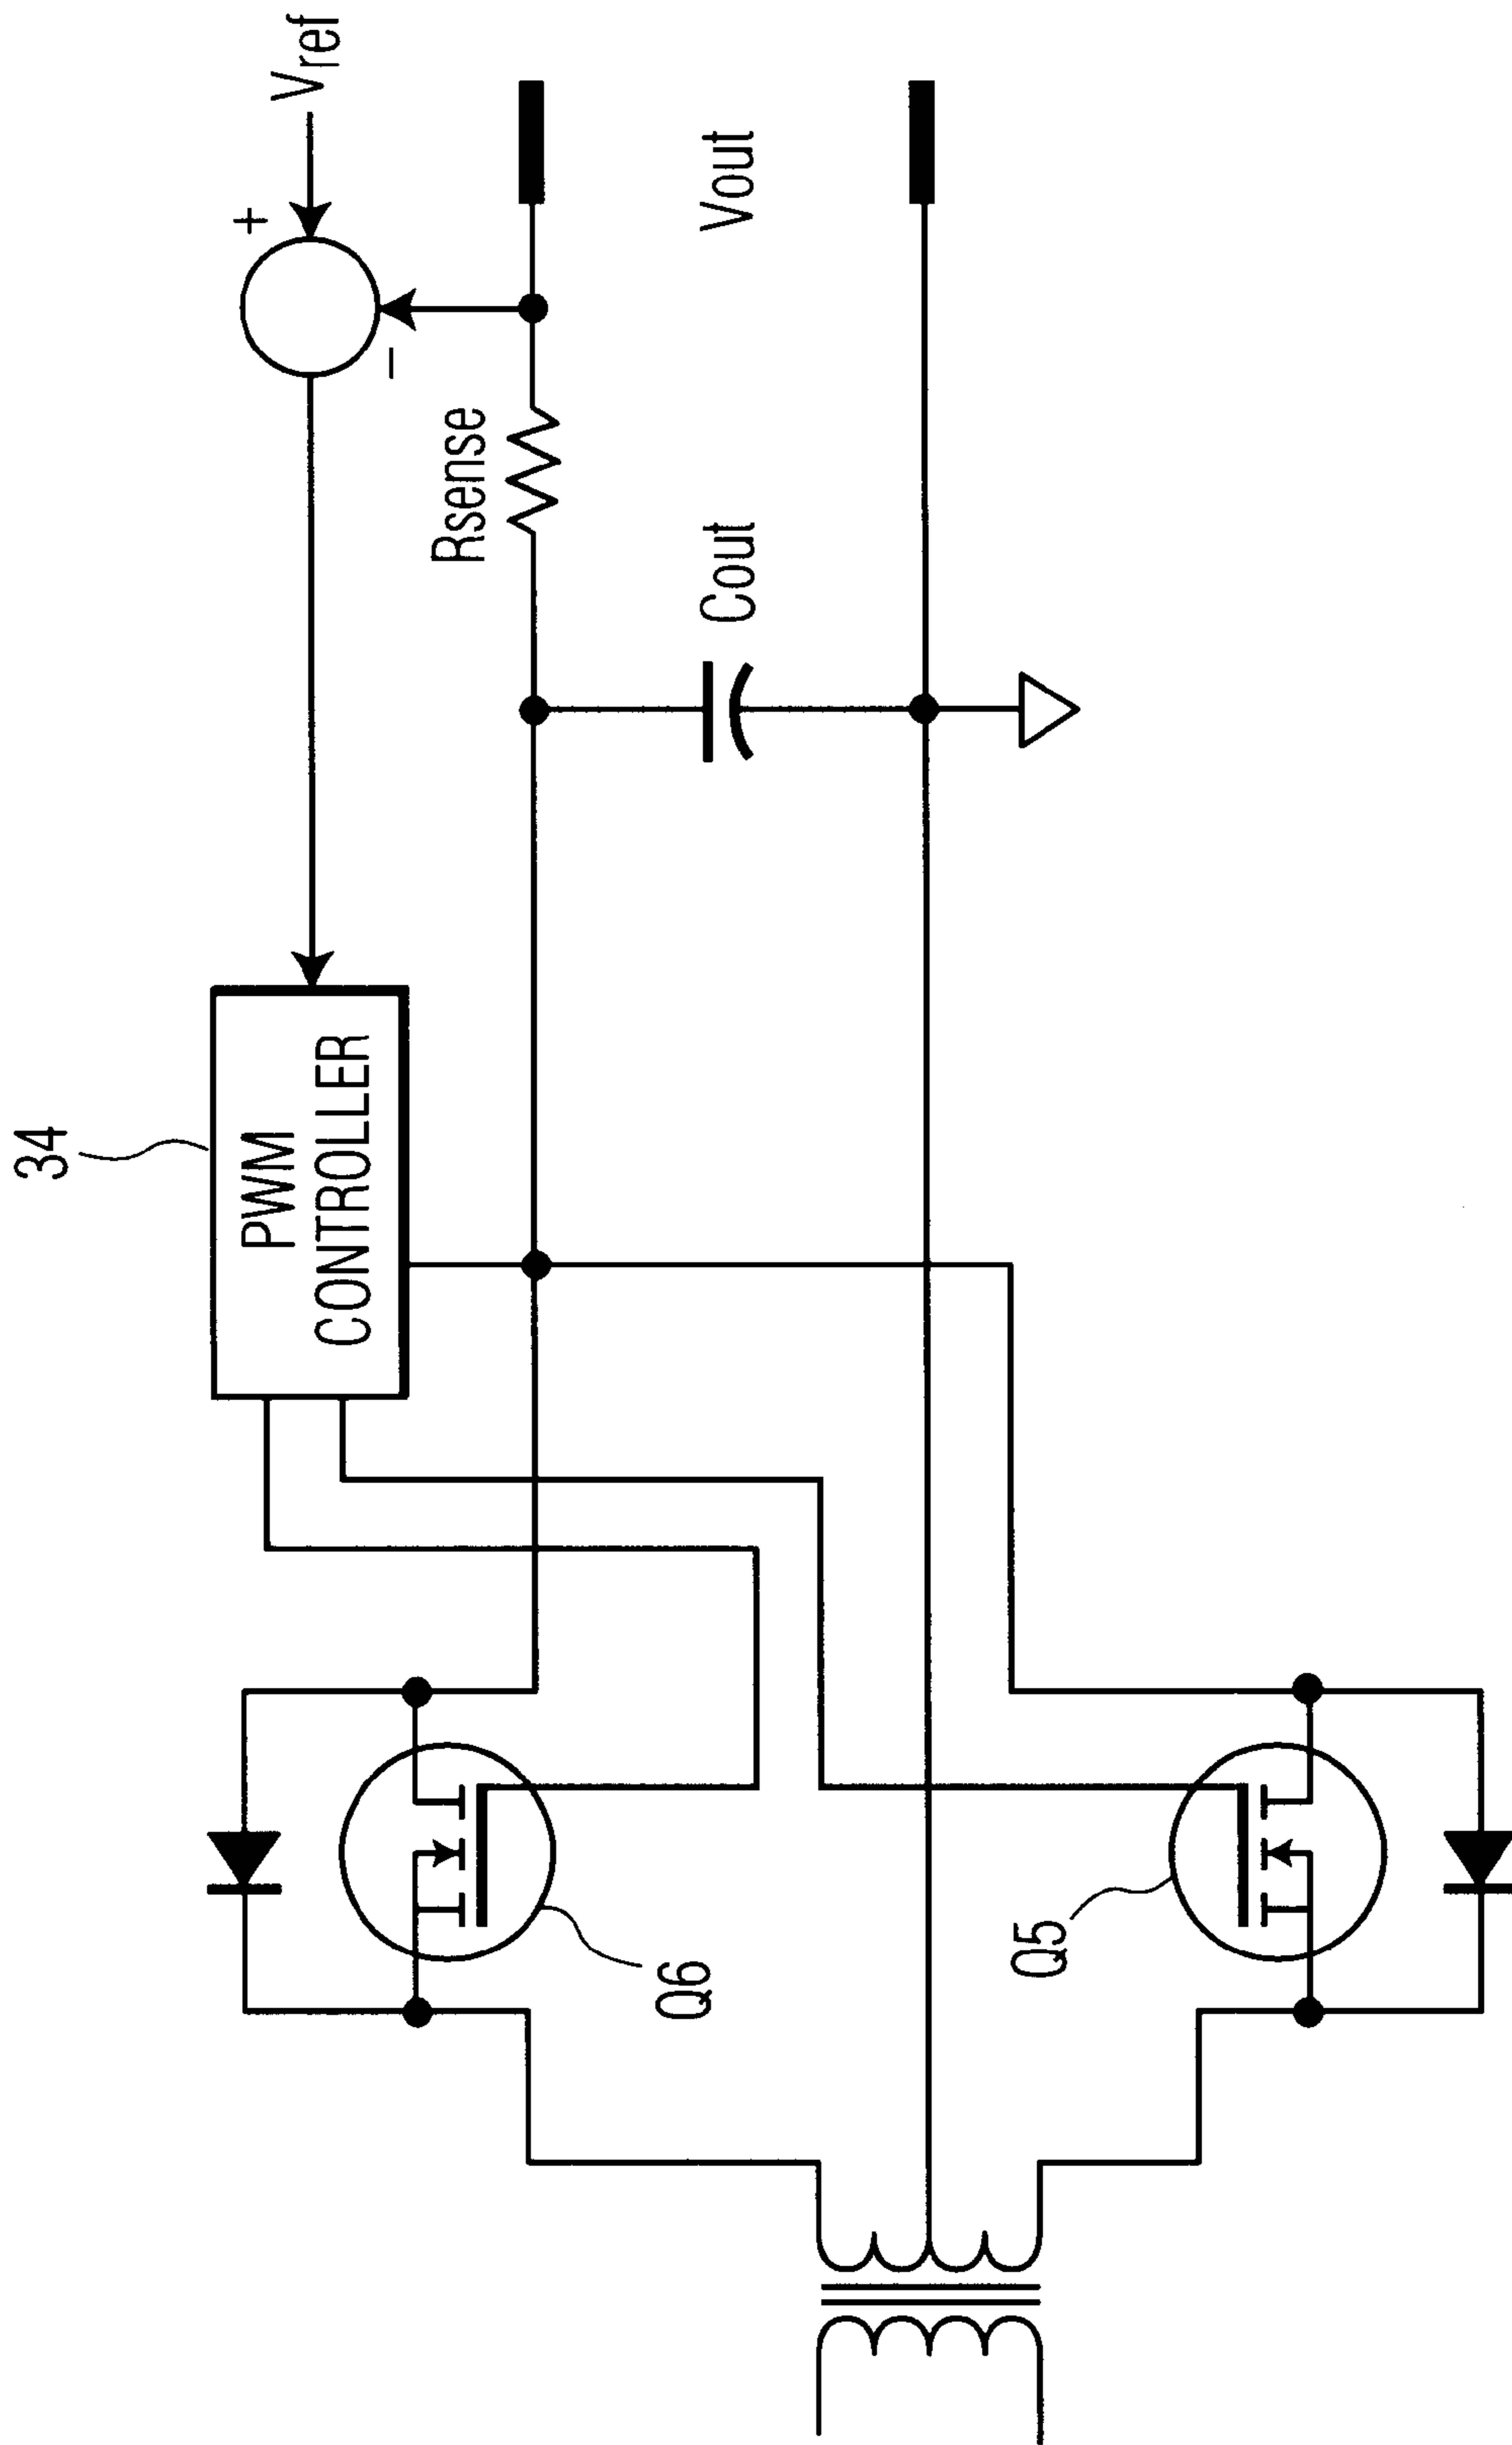 34
PWM
CONTROLLER
+
Vref
−
Rsense
Q6
Cout
Vout
Q5